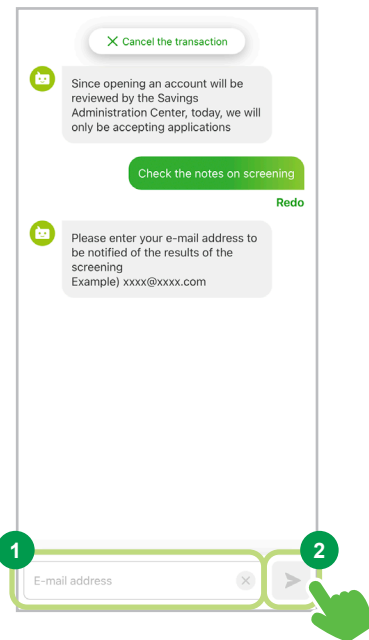 Cancel the transaction
Since opening an account will be
reviewed by the Savings
Administration Center, today, we will
only be accepting applications
Check the notes on screening
Redo
Please enter your e-mail address to
be notified of the results of the
screening
Example) xxxx@xxxx.com
1
2
E-mail address